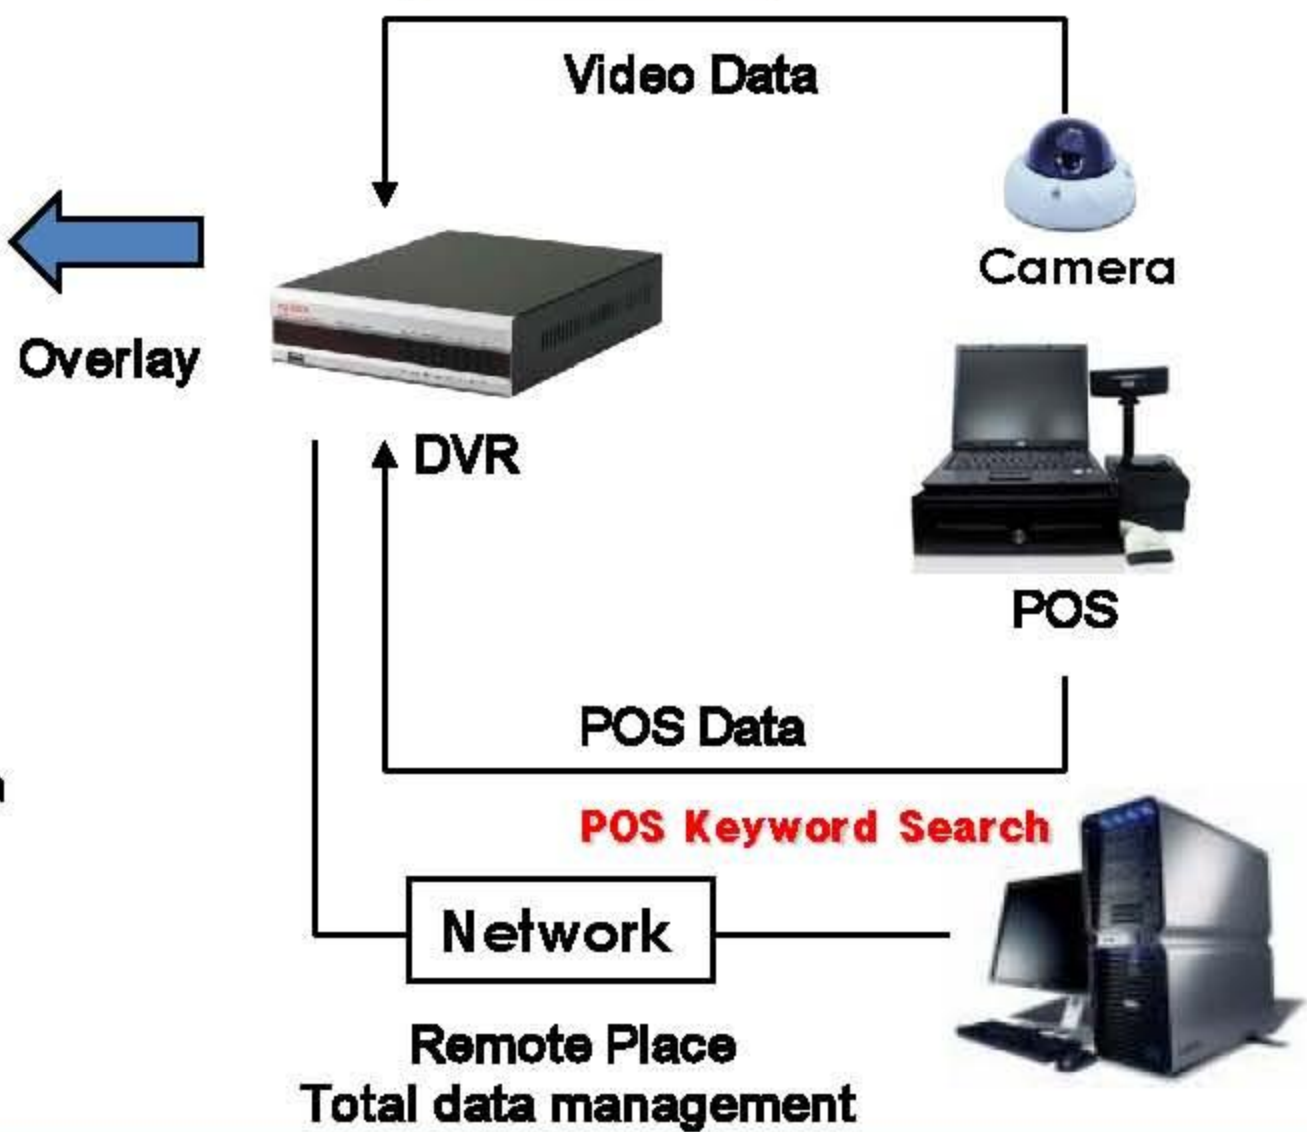 Video Data
Camera
Overlay
DVR
POS
POS Data
POS Keyword Search
Network
Remote Place
Total data management